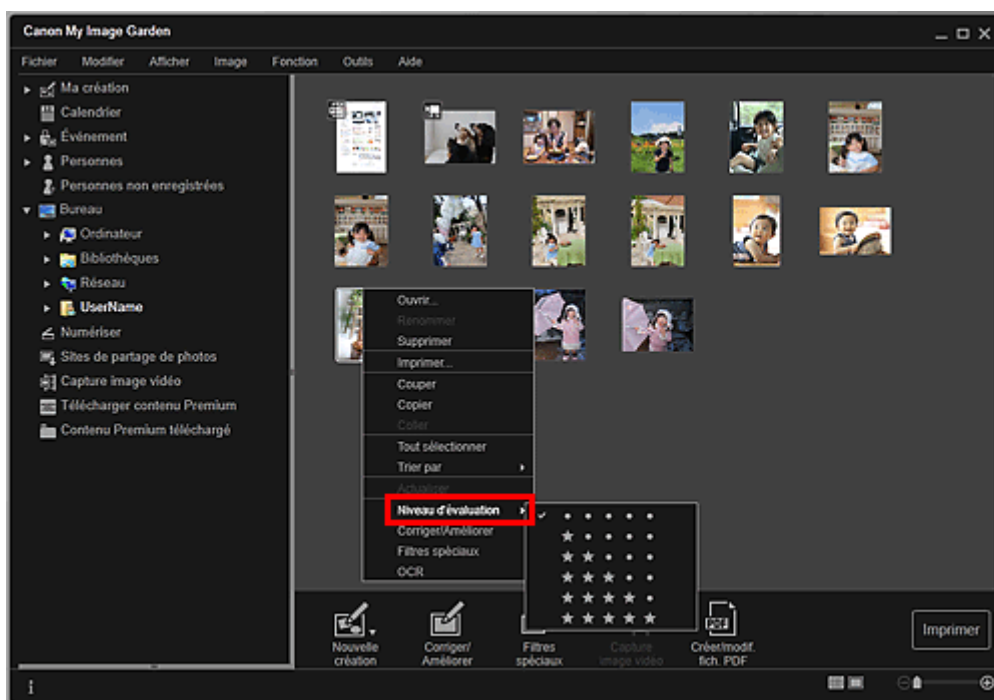 Canon My Image Garden
Fichier Modifier Afficher Image Fonction Outils Aide
Ma création
Calendrier
Événement
Personnes
Personnes non enregistrées
Bureau
Ordinateur
Bibliothèques
Réseau
UserName
Numériser
Sites de partage de photos
Capture image vidéo
Télécharger contenu Premium
Contenu Premium téléchargé
Ouvrir...
Renommer
Supprimer
Imprimer...
Couper
Copier
Coller
Tout sélectionner
Trier par
Actualiser
Niveau d'évaluation
Corriger/Améliorer
Filtres spéciaux
OCR
Nouvelle
création
Corriger/
Améliorer
Filtres
spéciaux
Capture
image vidéo
PDF
Créer/modif.
fich. PDF
Imprimer